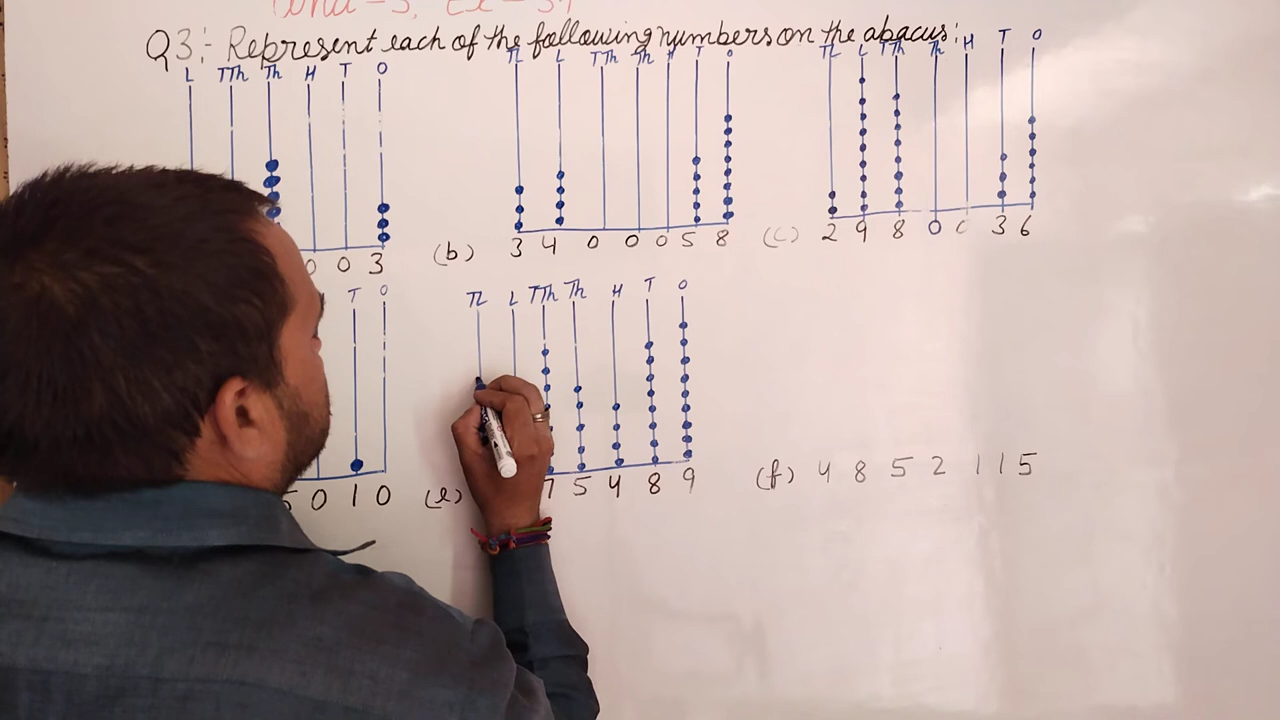 Q3:- Represent each of the following numbers on the abacus:
L TTh Th H T O
TL L TTh Th H T O
TL L TTh Th H T O
0 0 3
(b) 3 4 0 0 0 5 8
(c) 2 9 8 0 0 3 6
T O
TL L TTh Th H T O
5 0 1 0
(e) 7 5 4 8 9
(f) 4 8 5 2 1 1 5